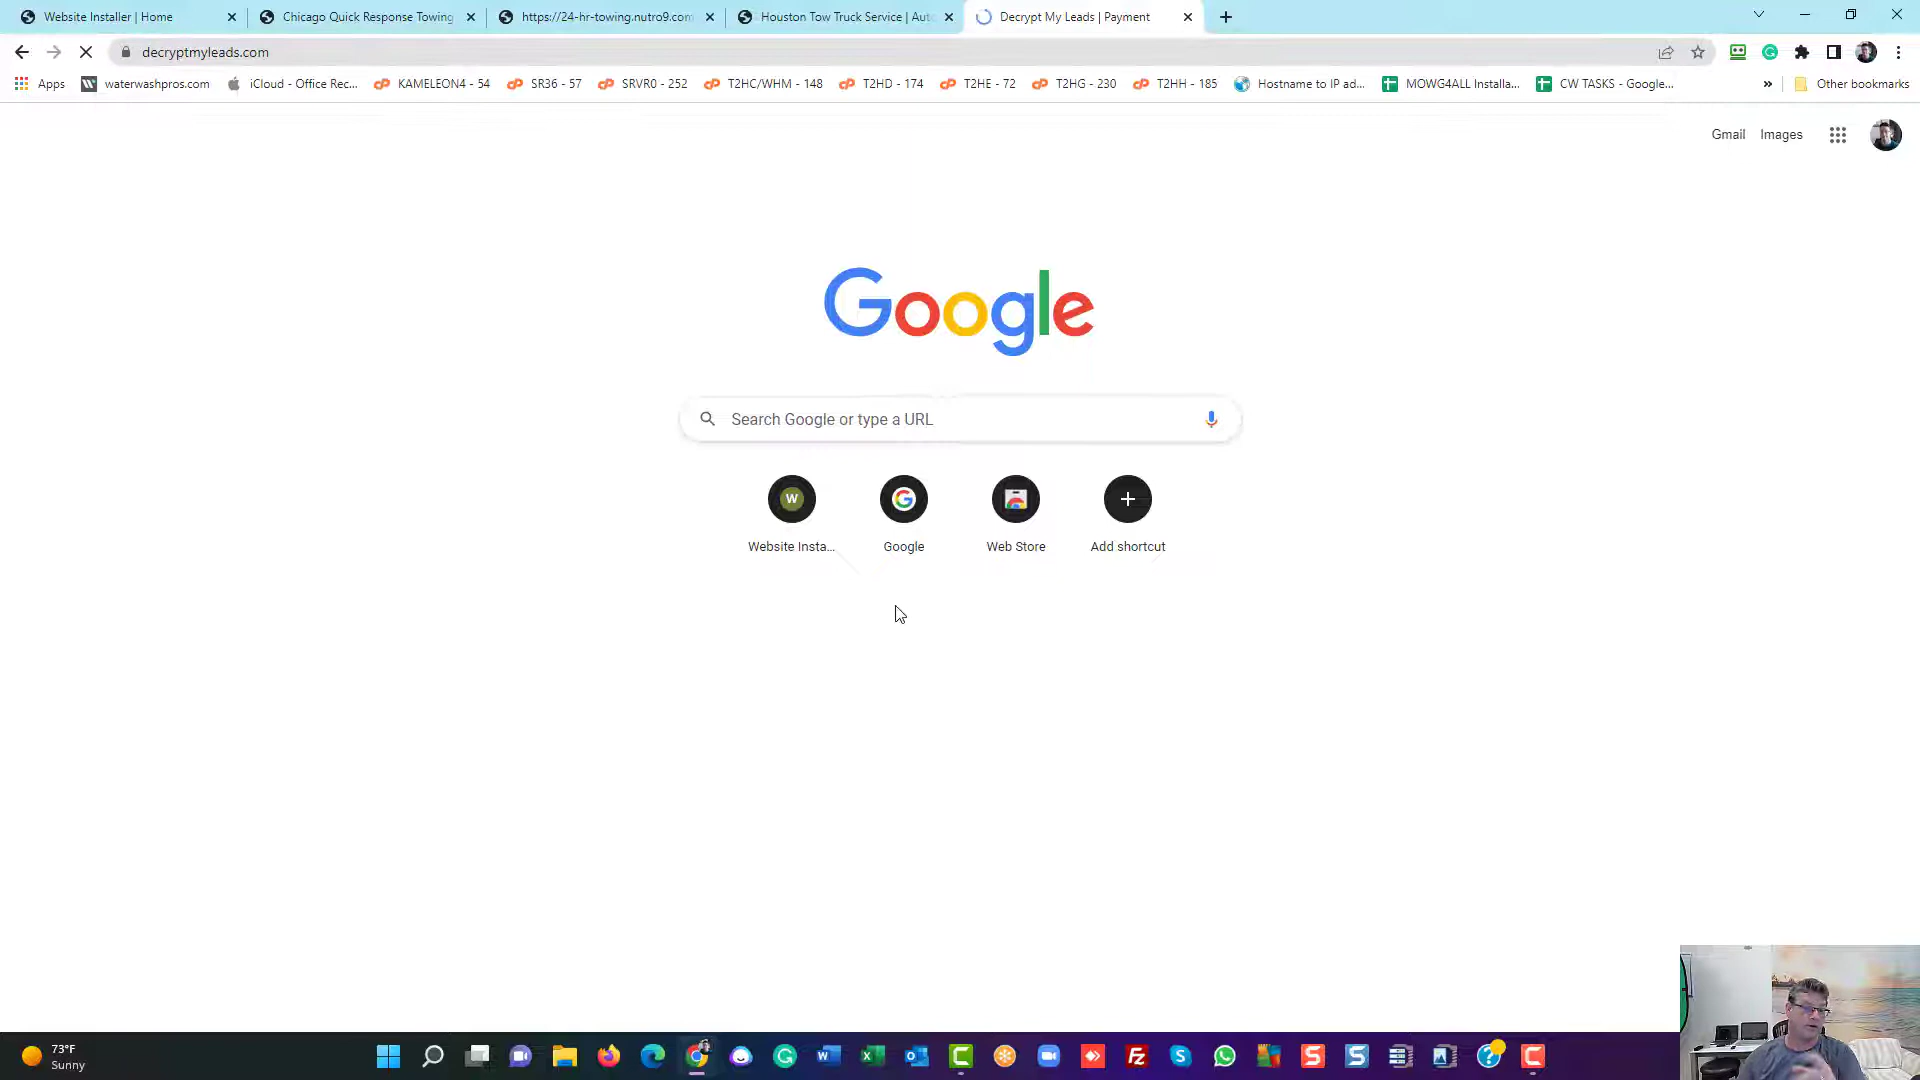 Website Installer | Home
Chicago Quick Response Towing
https://24-hr-towing.nutro9.com
Houston Tow Truck Service | Aut
Decrypt My Leads | Payment
decryptmyleads.com
Apps
waterwashpros.com
iCloud - Office Rec...
KAMELEON4 - 54
SR36 - 57
SRVR0 - 252
T2HC/WHM - 148
T2HD - 174
T2HE - 72
T2HG - 230
T2HH - 185
Hostname to IP ad...
MOWG4ALL Installa...
CW TASKS - Google...
»
Other bookmarks
Gmail
Images
Google
Search Google or type a URL
W
Website Insta...
Google
Web Store
Add shortcut
73°F
Sunny